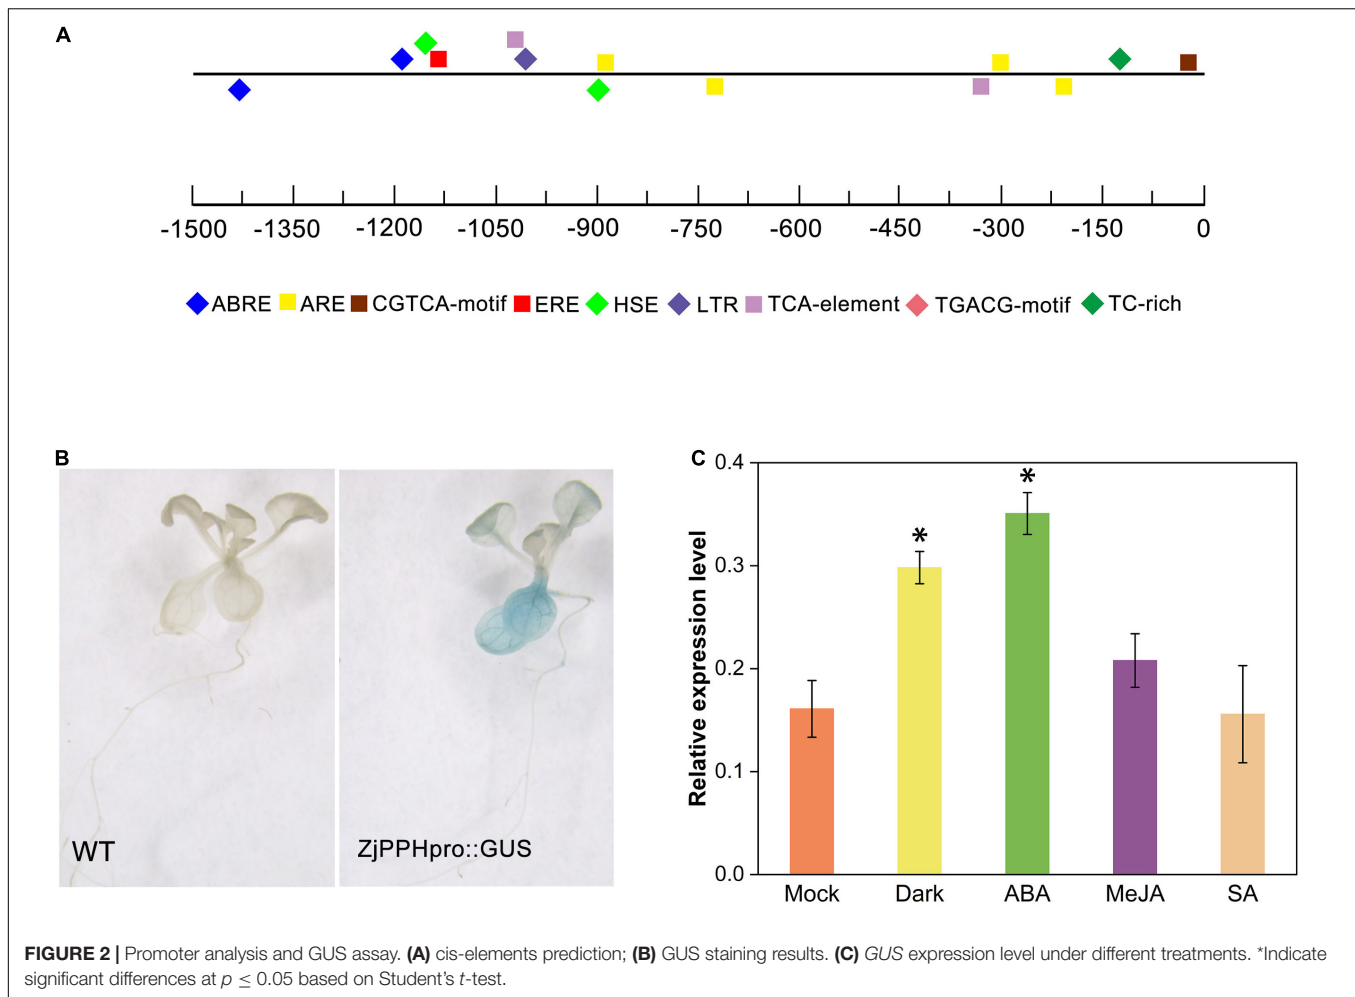 A
-1500 -1350 -1200 -1050 -900 -750 -600 -450 -300 -150 0
ABRE ARE CGTCA-motif ERE HSE LTR TCA-element TGACG-motif TC-rich
B
WT
ZjPPHpro::GUS
C
Relative expression level
0.4
0.3
0.2
0.1
0.0
* *
Mock Dark ABA MeJA SA
FIGURE 2 | Promoter analysis and GUS assay. (A) cis-elements prediction; (B) GUS staining results. (C) GUS expression level under different treatments. *Indicate
significant differences at p ≤ 0.05 based on Student’s t-test.